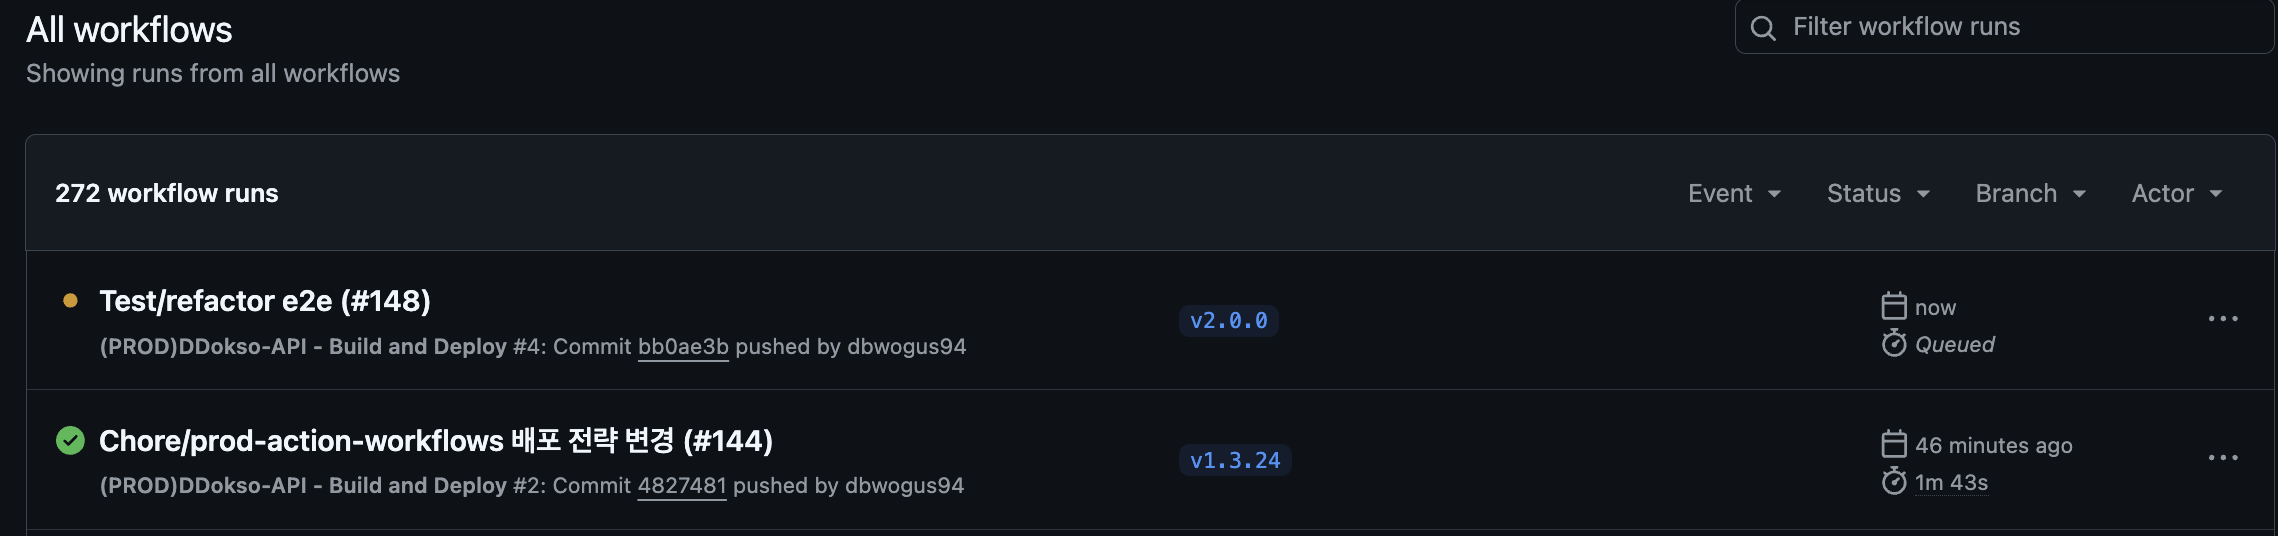 All workflows
Filter workflow runs
Showing runs from all workflows
272 workflow runs
Event
Status
Branch
Actor
Test/refactor e2e (#148)
v2.0.0
now
(PROD)DDokso-API - Build and Deploy #4: Commit bb0ae3b pushed by dbwogus94
Queued
Chore/prod-action-workflows 배포 전략 변경 (#144)
v1.3.24
46 minutes ago
(PROD)DDokso-API - Build and Deploy #2: Commit 4827481 pushed by dbwogus94
1m 43s